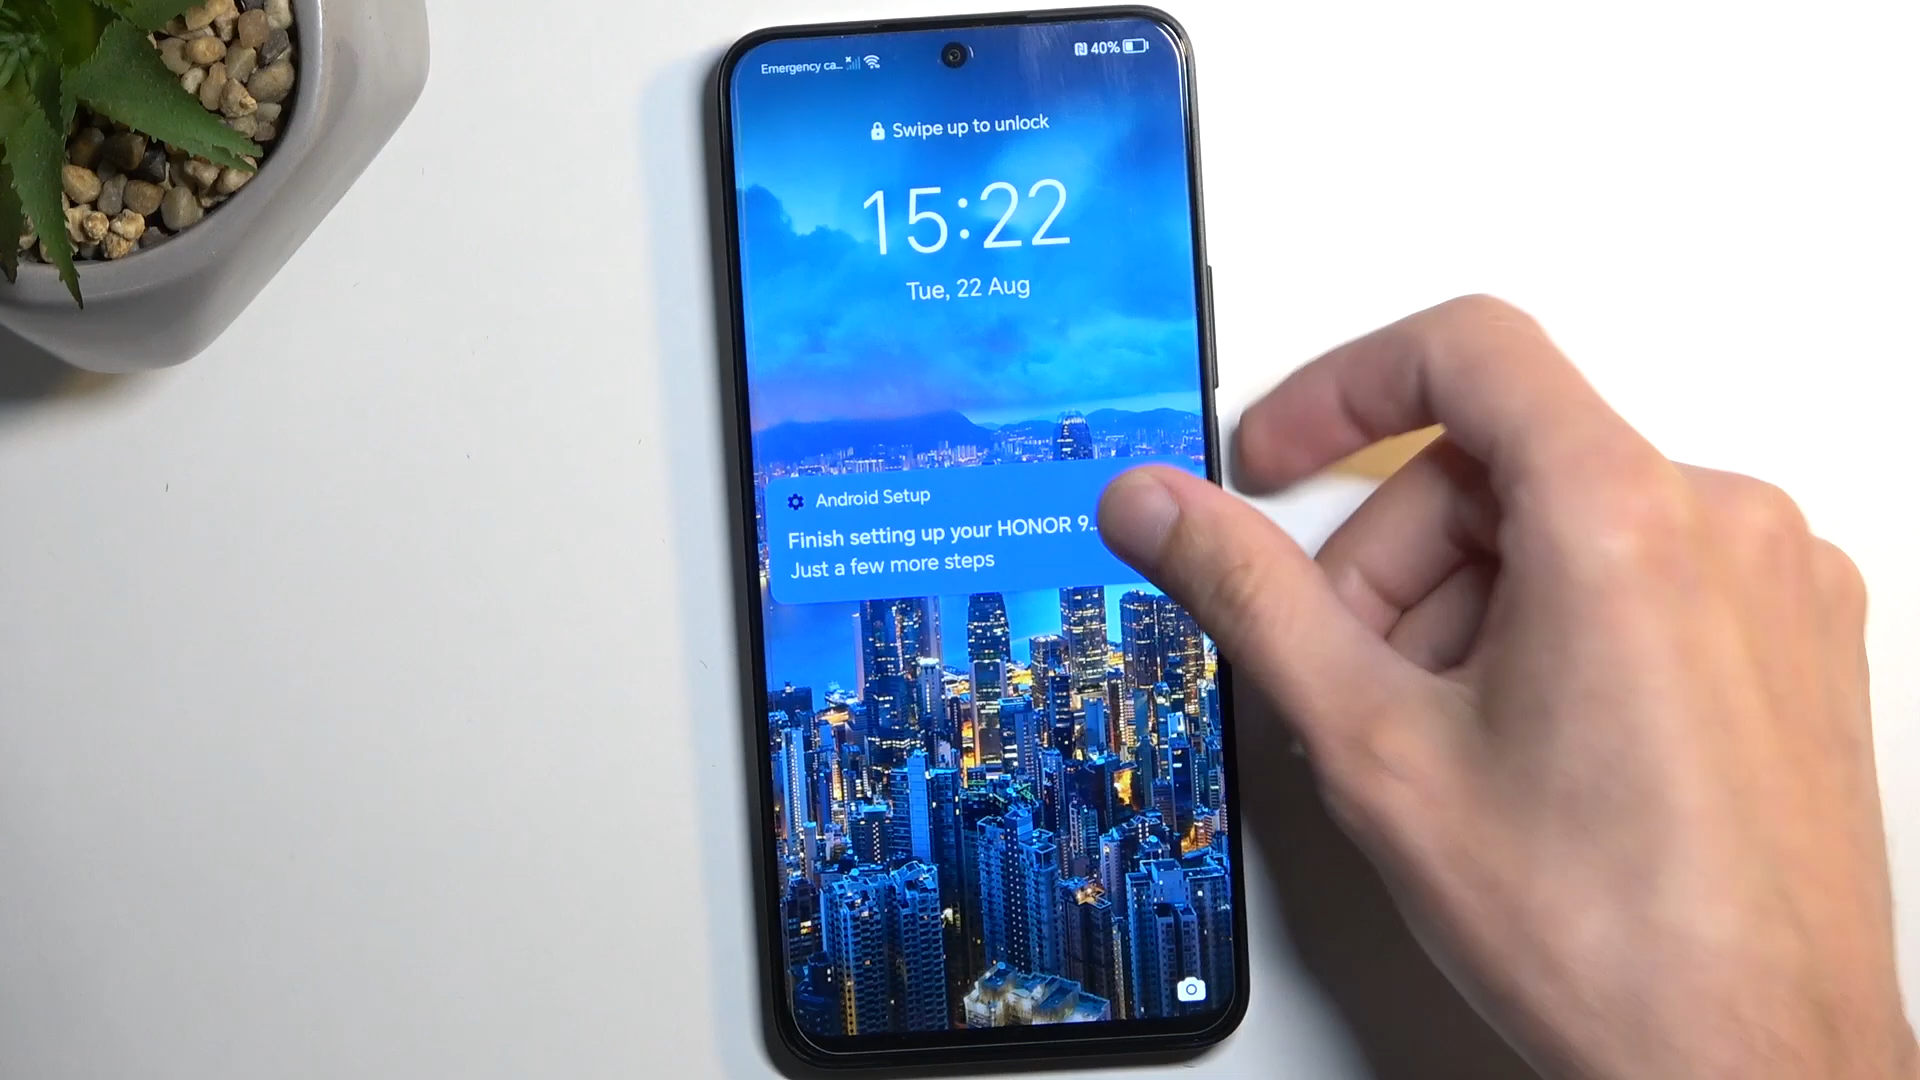 Emergency ca...
40%
Swipe up to unlock
15:22
Tue, 22 Aug
Android Setup
Finish setting up your HONOR 9..
Just a few more steps